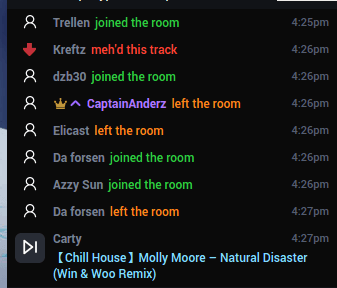 Trellen joined the room 4:25pm
Kreftz meh'd this track 4:26pm
dzb30 joined the room 4:26pm
CaptainAnderz left the room 4:26pm
Elicast left the room 4:26pm
Da forsen joined the room 4:26pm
Azzy Sun joined the room 4:26pm
Da forsen left the room 4:27pm
Carty 4:27pm
【Chill House】Molly Moore – Natural Disaster
(Win & Woo Remix)